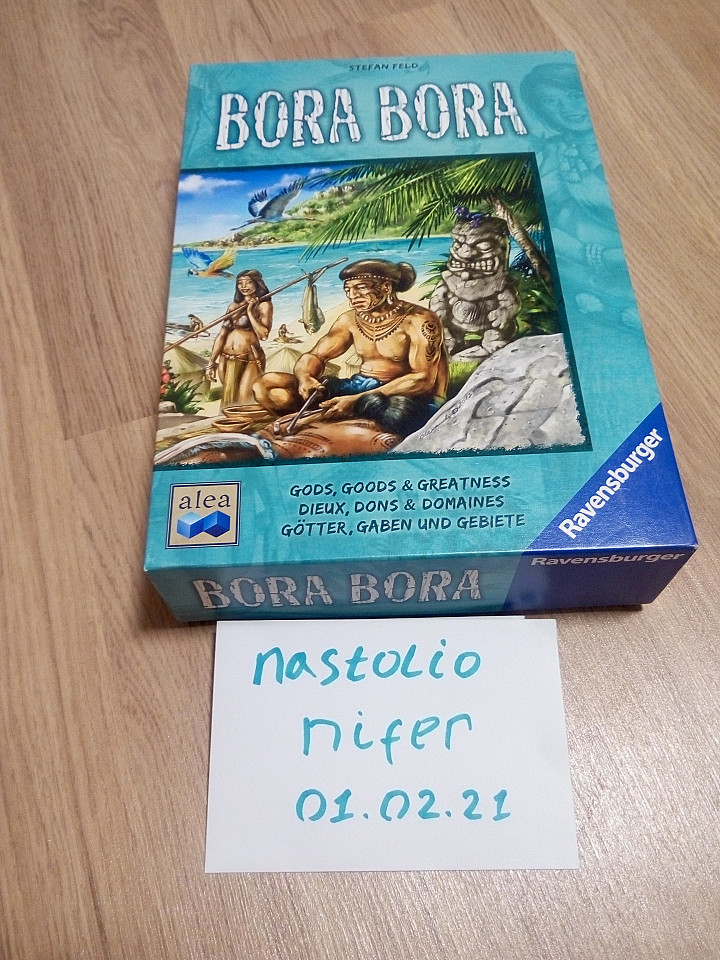 STEFAN FELD
BORA BORA
alea
GODS, GOODS & GREATNESS
DIEUX, DONS & DOMAINES
GÖTTER, GABEN UND GEBIETE
Ravensburger
BORA BORA
Ravensburger
nastolio
nifer
01.02.21